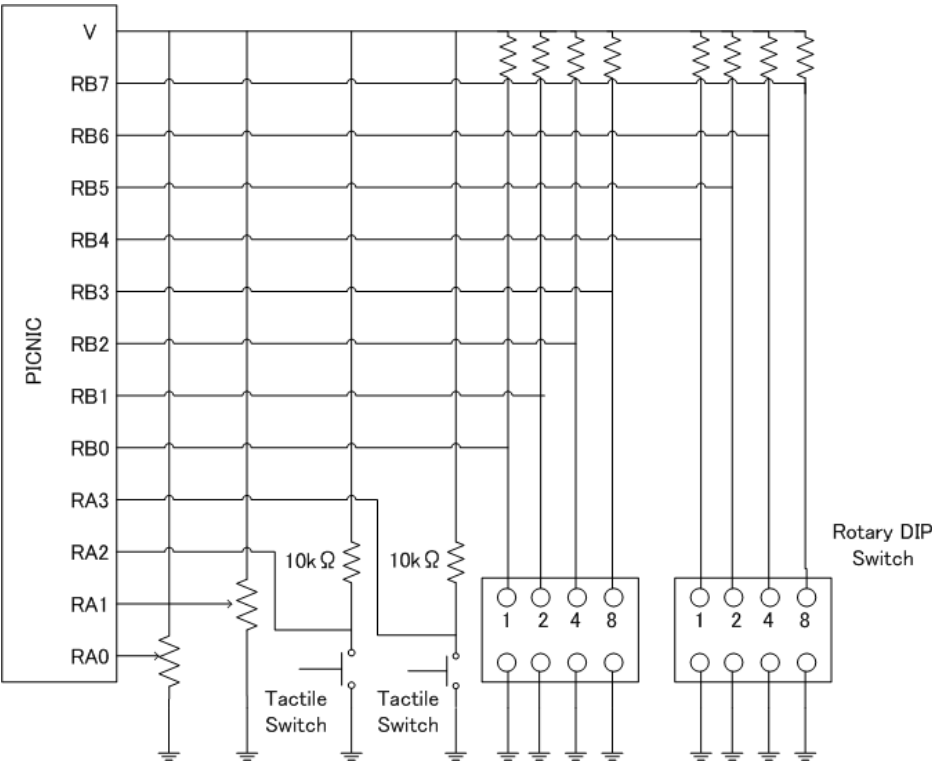 V
RB7
RB6
RB5
RB4
RB3
RB2
RB1
RB0
RA3
RA2
RA1
RA0
PICNIC
10kΩ
10kΩ
Tactile
Switch
Tactile
Switch
1 2 4 8
1 2 4 8
Rotary DIP
Switch